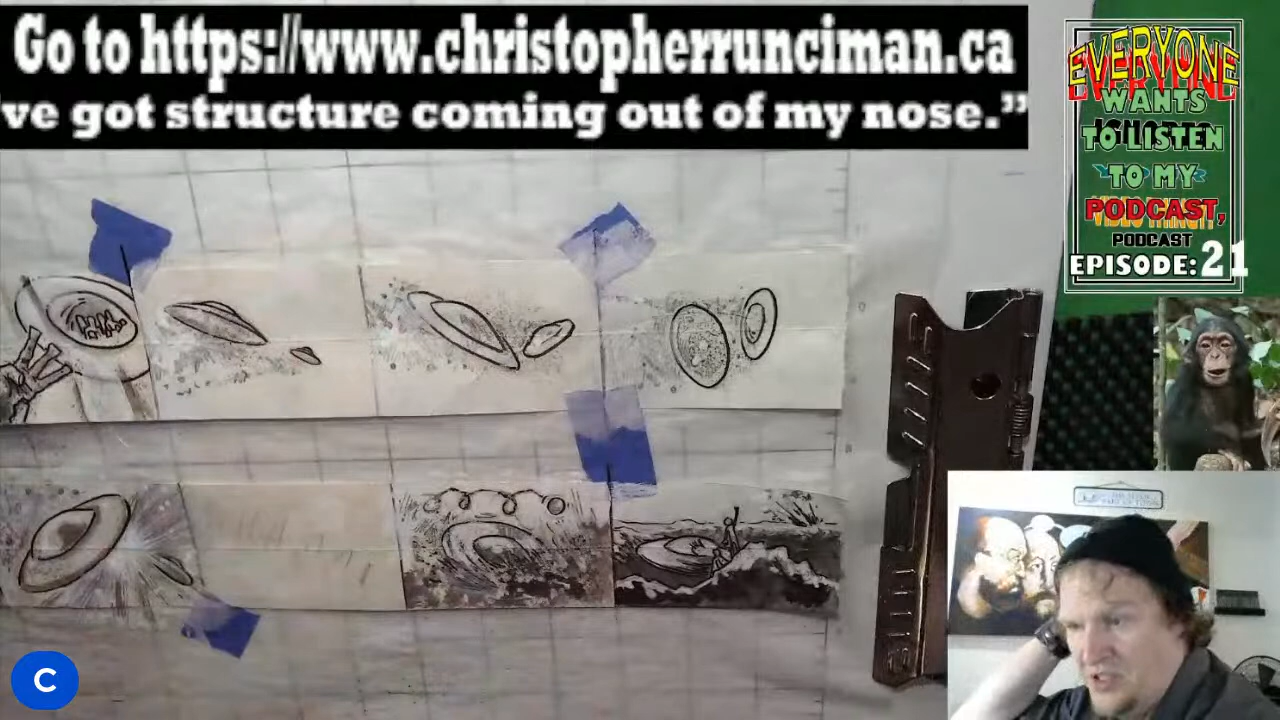 Go to https://www.christopherrunciman.ca
've got structure coming out of my nose.”
EVERYONE
WANTS
TO LISTEN
TO MY
PODCAST,
PODCAST
EPISODE:21
C